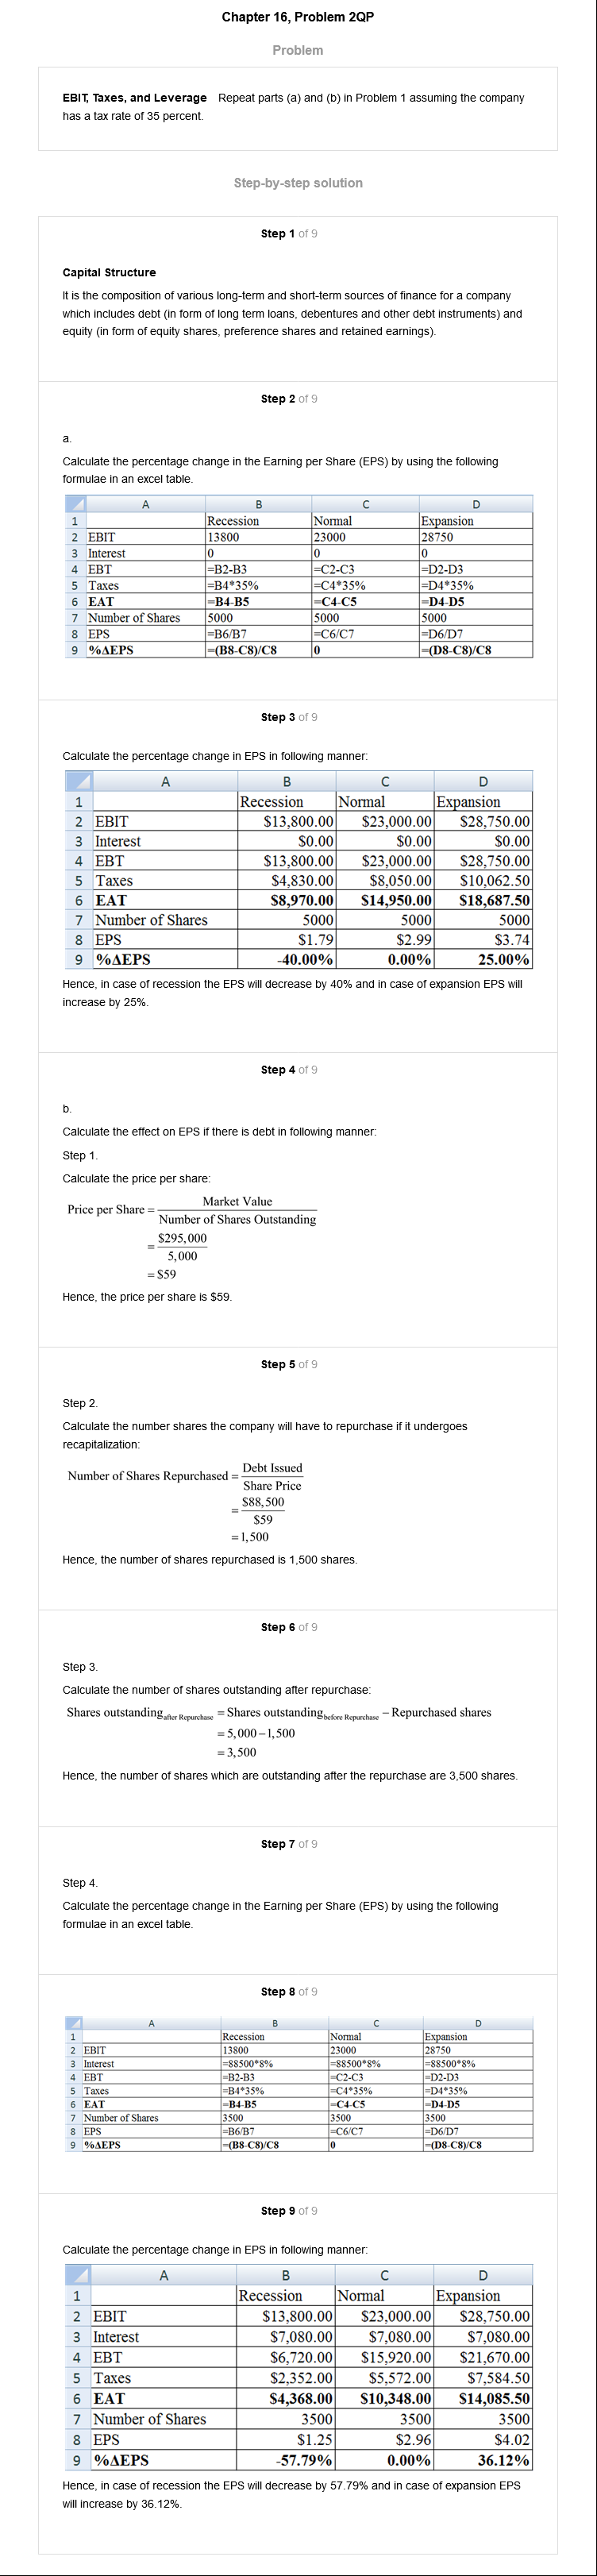 Chapter 16, Problem 2QP
Problem
EBIT, Taxes, and Leverage Repeat parts (a) and (b) in Problem 1 assuming the company
has a tax rate of 35 percent.
Step-by-step solution
Step 1 of 9
Capital Structure
It is the composition of various long-term and short-term sources of finance for a company
which includes debt (in form of long term loans, debentures and other debt instruments) and
equity (in form of equity shares, preference shares and retained earnings).
Step 2 of 9
a.
Calculate the percentage change in the Earning per Share (EPS) by using the following
formulae in an excel table.
A B C D
1 Recession Normal Expansion
2 EBIT 13800 23000 28750
3 Interest 0 0 0
4 EBT =B2-B3 =C2-C3 =D2-D3
5 Taxes =B4*35% =C4*35% =D4*35%
6 EAT =B4-B5 =C4-C5 =D4-D5
7 Number of Shares 5000 5000 5000
8 EPS =B6/B7 =C6/C7 =D6/D7
9 %ΔEPS =(B8-C8)/C8 0 =(D8-C8)/C8
Step 3 of 9
Calculate the percentage change in EPS in following manner:
A B C D
1 Recession Normal Expansion
2 EBIT $13,800.00 $23,000.00 $28,750.00
3 Interest $0.00 $0.00 $0.00
4 EBT $13,800.00 $23,000.00 $28,750.00
5 Taxes $4,830.00 $8,050.00 $10,062.50
6 EAT $8,970.00 $14,950.00 $18,687.50
7 Number of Shares 5000 5000 5000
8 EPS $1.79 $2.99 $3.74
9 %ΔEPS -40.00% 0.00% 25.00%
Hence, in case of recession the EPS will decrease by 40% and in case of expansion EPS will
increase by 25%.
Step 4 of 9
b.
Calculate the effect on EPS if there is debt in following manner:
Step 1.
Calculate the price per share:
Price per Share = Market Value
Number of Shares Outstanding
= $295,000
5,000
= $59
Hence, the price per share is $59.
Step 5 of 9
Step 2.
Calculate the number shares the company will have to repurchase if it undergoes
recapitalization:
Number of Shares Repurchased = Debt Issued
Share Price
= $88,500
$59
= 1,500
Hence, the number of shares repurchased is 1,500 shares.
Step 6 of 9
Step 3.
Calculate the number of shares outstanding after repurchase:
Shares outstanding after Repurchase = Shares outstanding before Repurchase − Repurchased shares
= 5,000 − 1,500
= 3,500
Hence, the number of shares which are outstanding after the repurchase are 3,500 shares.
Step 7 of 9
Step 4.
Calculate the percentage change in the Earning per Share (EPS) by using the following
formulae in an excel table.
Step 8 of 9
A B C D
1 Recession Normal Expansion
2 EBIT 13800 23000 28750
3 Interest =88500*8% =88500*8% =88500*8%
4 EBT =B2-B3 =C2-C3 =D2-D3
5 Taxes =B4*35% =C4*35% =D4*35%
6 EAT =B4-B5 =C4-C5 =D4-D5
7 Number of Shares 3500 3500 3500
8 EPS =B6/B7 =C6/C7 =D6/D7
9 %ΔEPS =(B8-C8)/C8 0 =(D8-C8)/C8
Step 9 of 9
Calculate the percentage change in EPS in following manner:
A B C D
1 Recession Normal Expansion
2 EBIT $13,800.00 $23,000.00 $28,750.00
3 Interest $7,080.00 $7,080.00 $7,080.00
4 EBT $6,720.00 $15,920.00 $21,670.00
5 Taxes $2,352.00 $5,572.00 $7,584.50
6 EAT $4,368.00 $10,348.00 $14,085.50
7 Number of Shares 3500 3500 3500
8 EPS $1.25 $2.96 $4.02
9 %ΔEPS -57.79% 0.00% 36.12%
Hence, in case of recession the EPS will decrease by 57.79% and in case of expansion EPS
will increase by 36.12%.